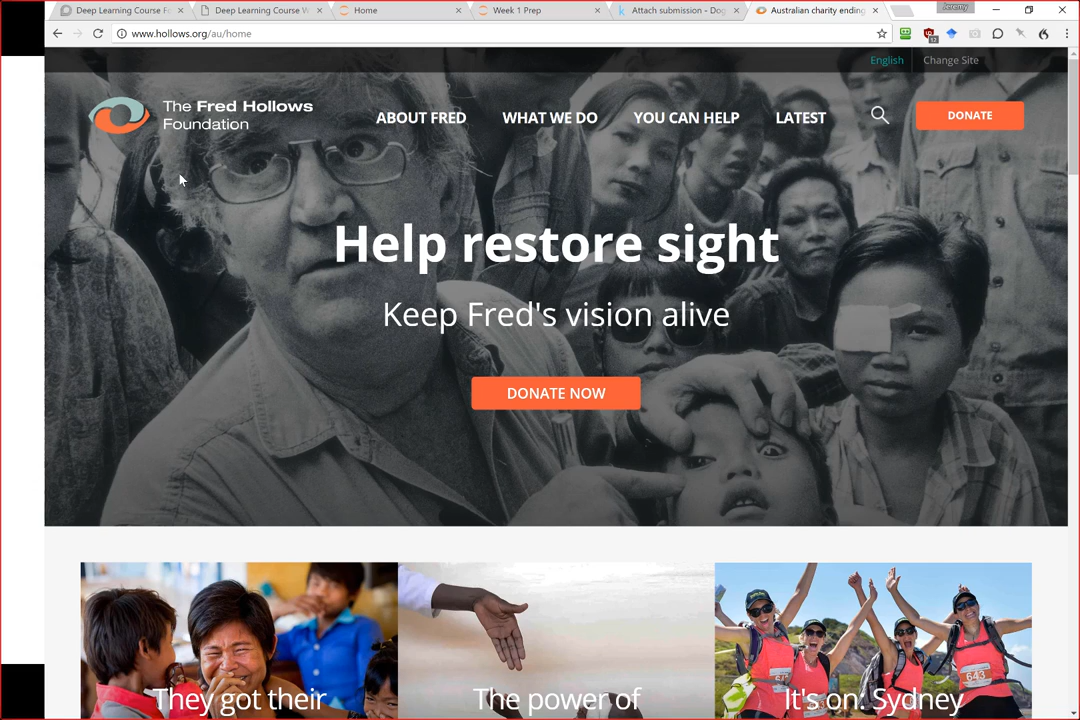 Deep Learning Course F
Deep Learning Course W
Home
Week 1 Prep
Attach submission - Dog
Australian charity ending
Jeremy
www.hollows.org/au/home
English
Change Site
The Fred Hollows
Foundation
ABOUT FRED
WHAT WE DO
YOU CAN HELP
LATEST
DONATE
Help restore sight
Keep Fred's vision alive
DONATE NOW
643
They got their
The power of
It's on: Sydney